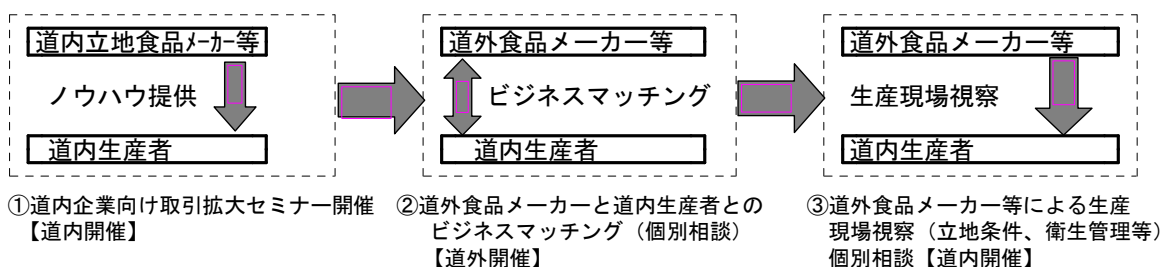 道内立地食品ﾒｰｶｰ等
ノウハウ提供
道内生産者
道外食品メーカー等
ビジネスマッチング
道内生産者
道外食品メーカー等
生産現場視察
道内生産者
①道内企業向け取引拡大セミナー開催
【道内開催】
②道外食品メーカーと道内生産者との
ビジネスマッチング（個別相談）
【道外開催】
③道外食品メーカー等による生産
現場視察（立地条件、衛生管理等）
個別相談【道内開催】